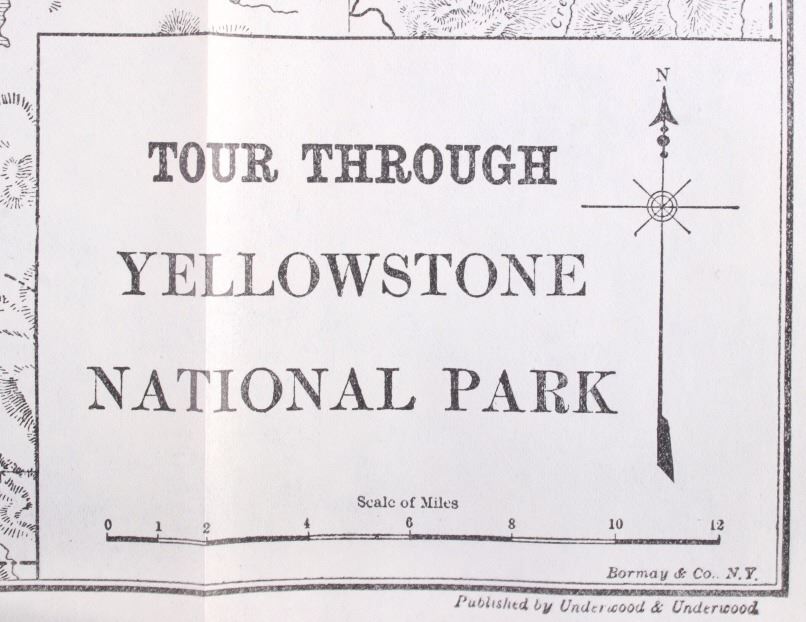 Cre
N
TOUR THROUGH
YELLOWSTONE
NATIONAL PARK
Scale of Miles
0 1 2 4 6 8 10 12
Bormay & Co., N.Y.
Published by Underwood & Underwood